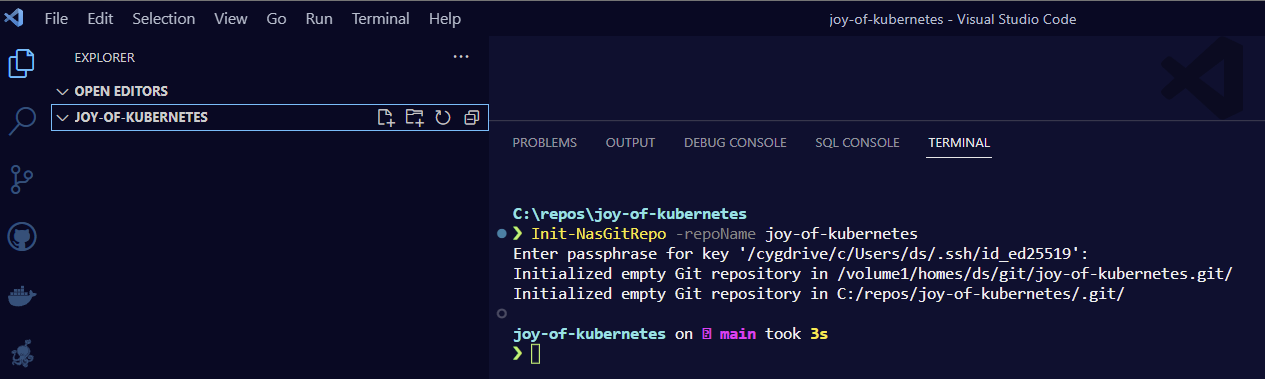 File Edit Selection View Go Run Terminal Help joy-of-kubernetes - Visual Studio Code
EXPLORER
OPEN EDITORS
JOY-OF-KUBERNETES
PROBLEMS OUTPUT DEBUG CONSOLE SQL CONSOLE TERMINAL
C:\repos\joy-of-kubernetes
❯ Init-NasGitRepo -repoName joy-of-kubernetes
Enter passphrase for key '/cygdrive/c/Users/ds/.ssh/id_ed25519':
Initialized empty Git repository in /volume1/homes/ds/git/joy-of-kubernetes.git/
Initialized empty Git repository in C:/repos/joy-of-kubernetes/.git/
joy-of-kubernetes on main took 3s
❯